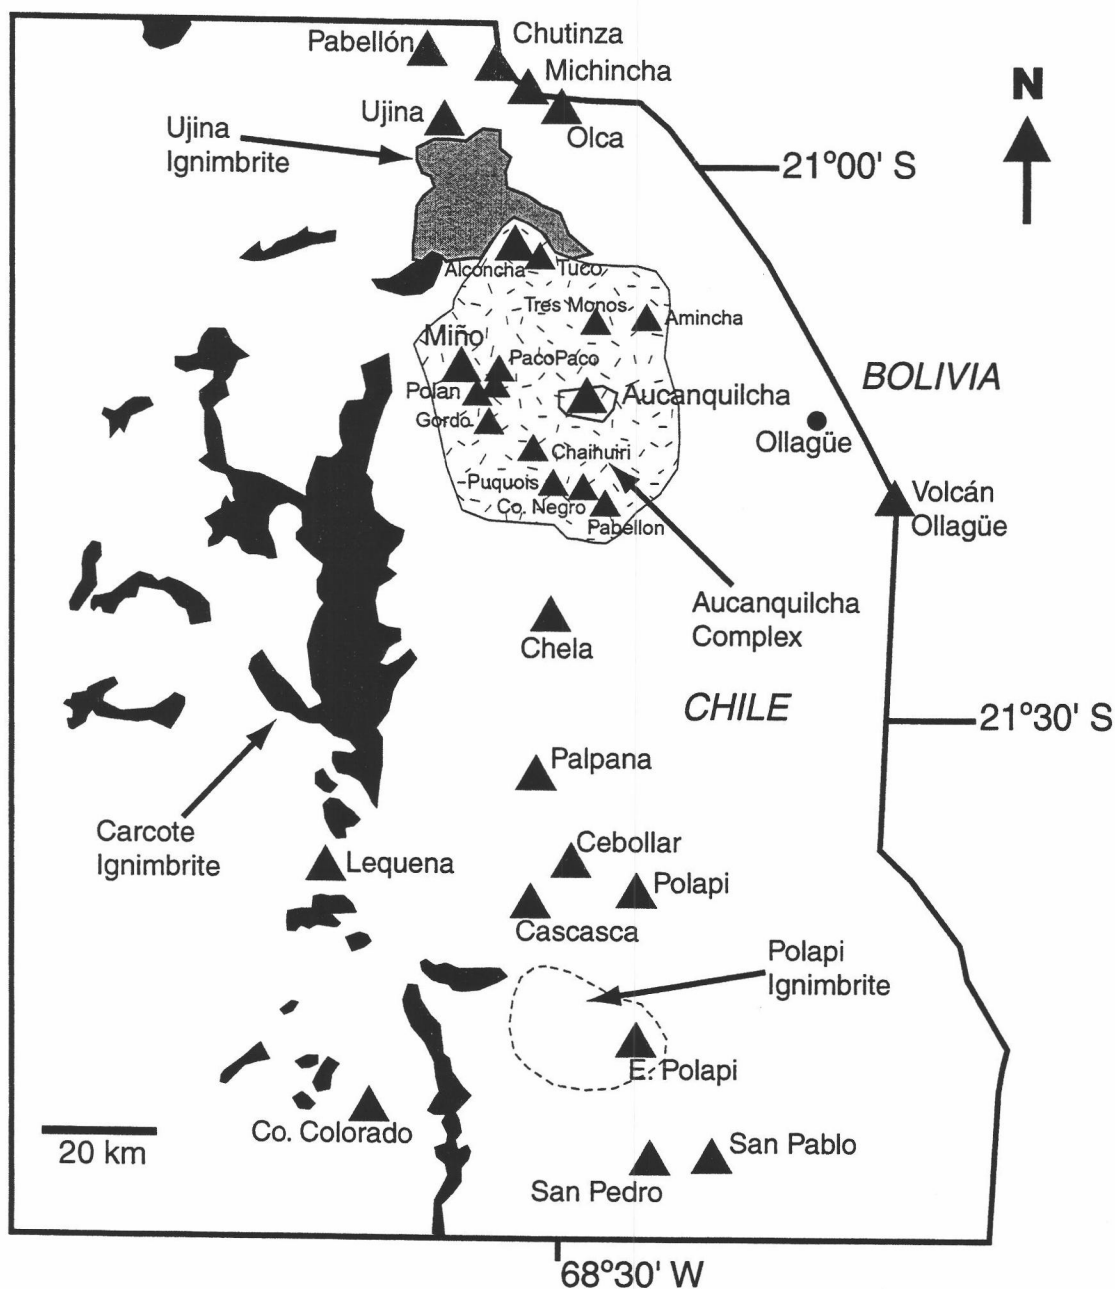 Pabellón
Chutinza
Michincha
N
Ujina
Olca
Ujina
Ignimbrite
21º00' S
Alconcha
Tuco
Tres Monos
Amincha
Miño
PacoPaco
BOLIVIA
Polan
Aucanquilcha
Gordo
Ollagüe
Chaihuiri
Puquois
Volcán
Ollagüe
Co. Negro
Pabellon
Aucanquilcha
Complex
Chela
CHILE
21º30' S
Palpana
Carcote
Ignimbrite
Cebollar
Lequena
Polapi
Cascasca
Polapi
Ignimbrite
E. Polapi
Co. Colorado
20 km
San Pablo
San Pedro
68º30' W